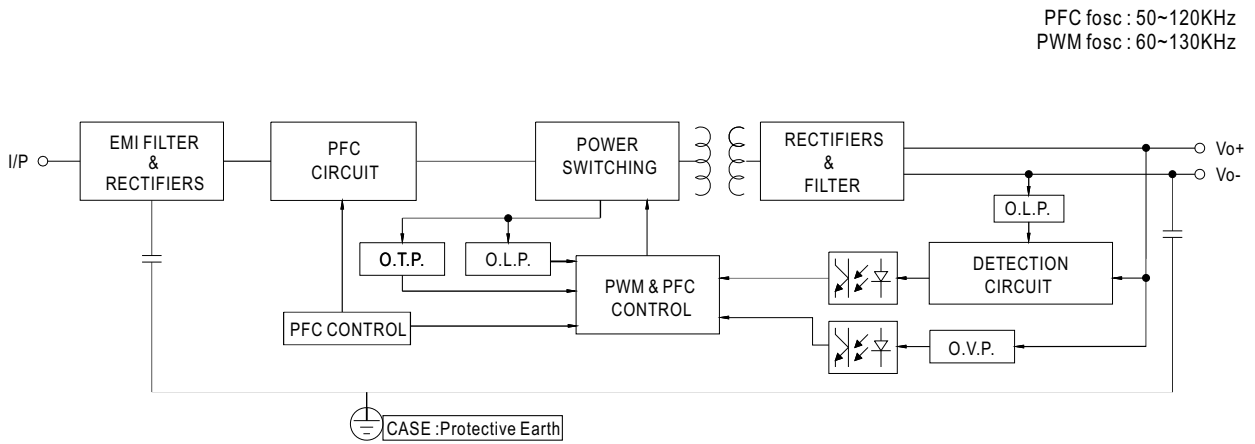 PFC fosc : 50~120KHz
PWM fosc : 60~130KHz
I/P
EMI FILTER
&
RECTIFIERS
PFC
CIRCUIT
POWER
SWITCHING
RECTIFIERS
&
FILTER
Vo+
Vo-
O.L.P.
O.T.P.
O.L.P.
PWM & PFC
CONTROL
DETECTION
CIRCUIT
PFC CONTROL
O.V.P.
CASE :Protective Earth